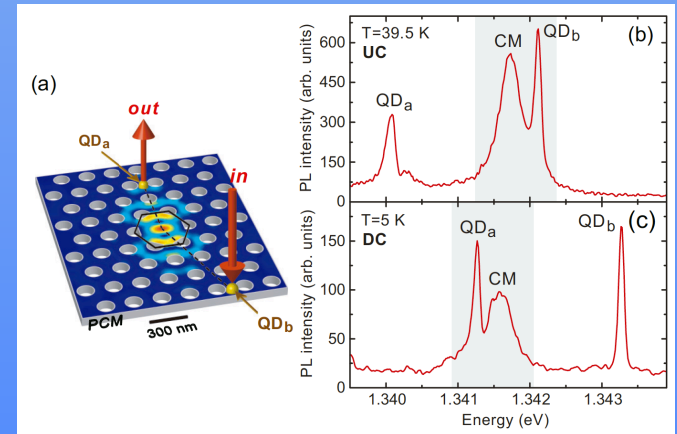 (a)
out
QDa
in
PCM
300 nm
QDb
PL intensity (arb. units)
600
450
300
150
0
T=39.5 K
UC
QDa
CM
QDb
(b)
PL intensity (arb. units)
150
100
50
0
T=5 K
DC
QDa
CM
QDb
(c)
1.340
1.341
1.342
1.343
Energy (eV)